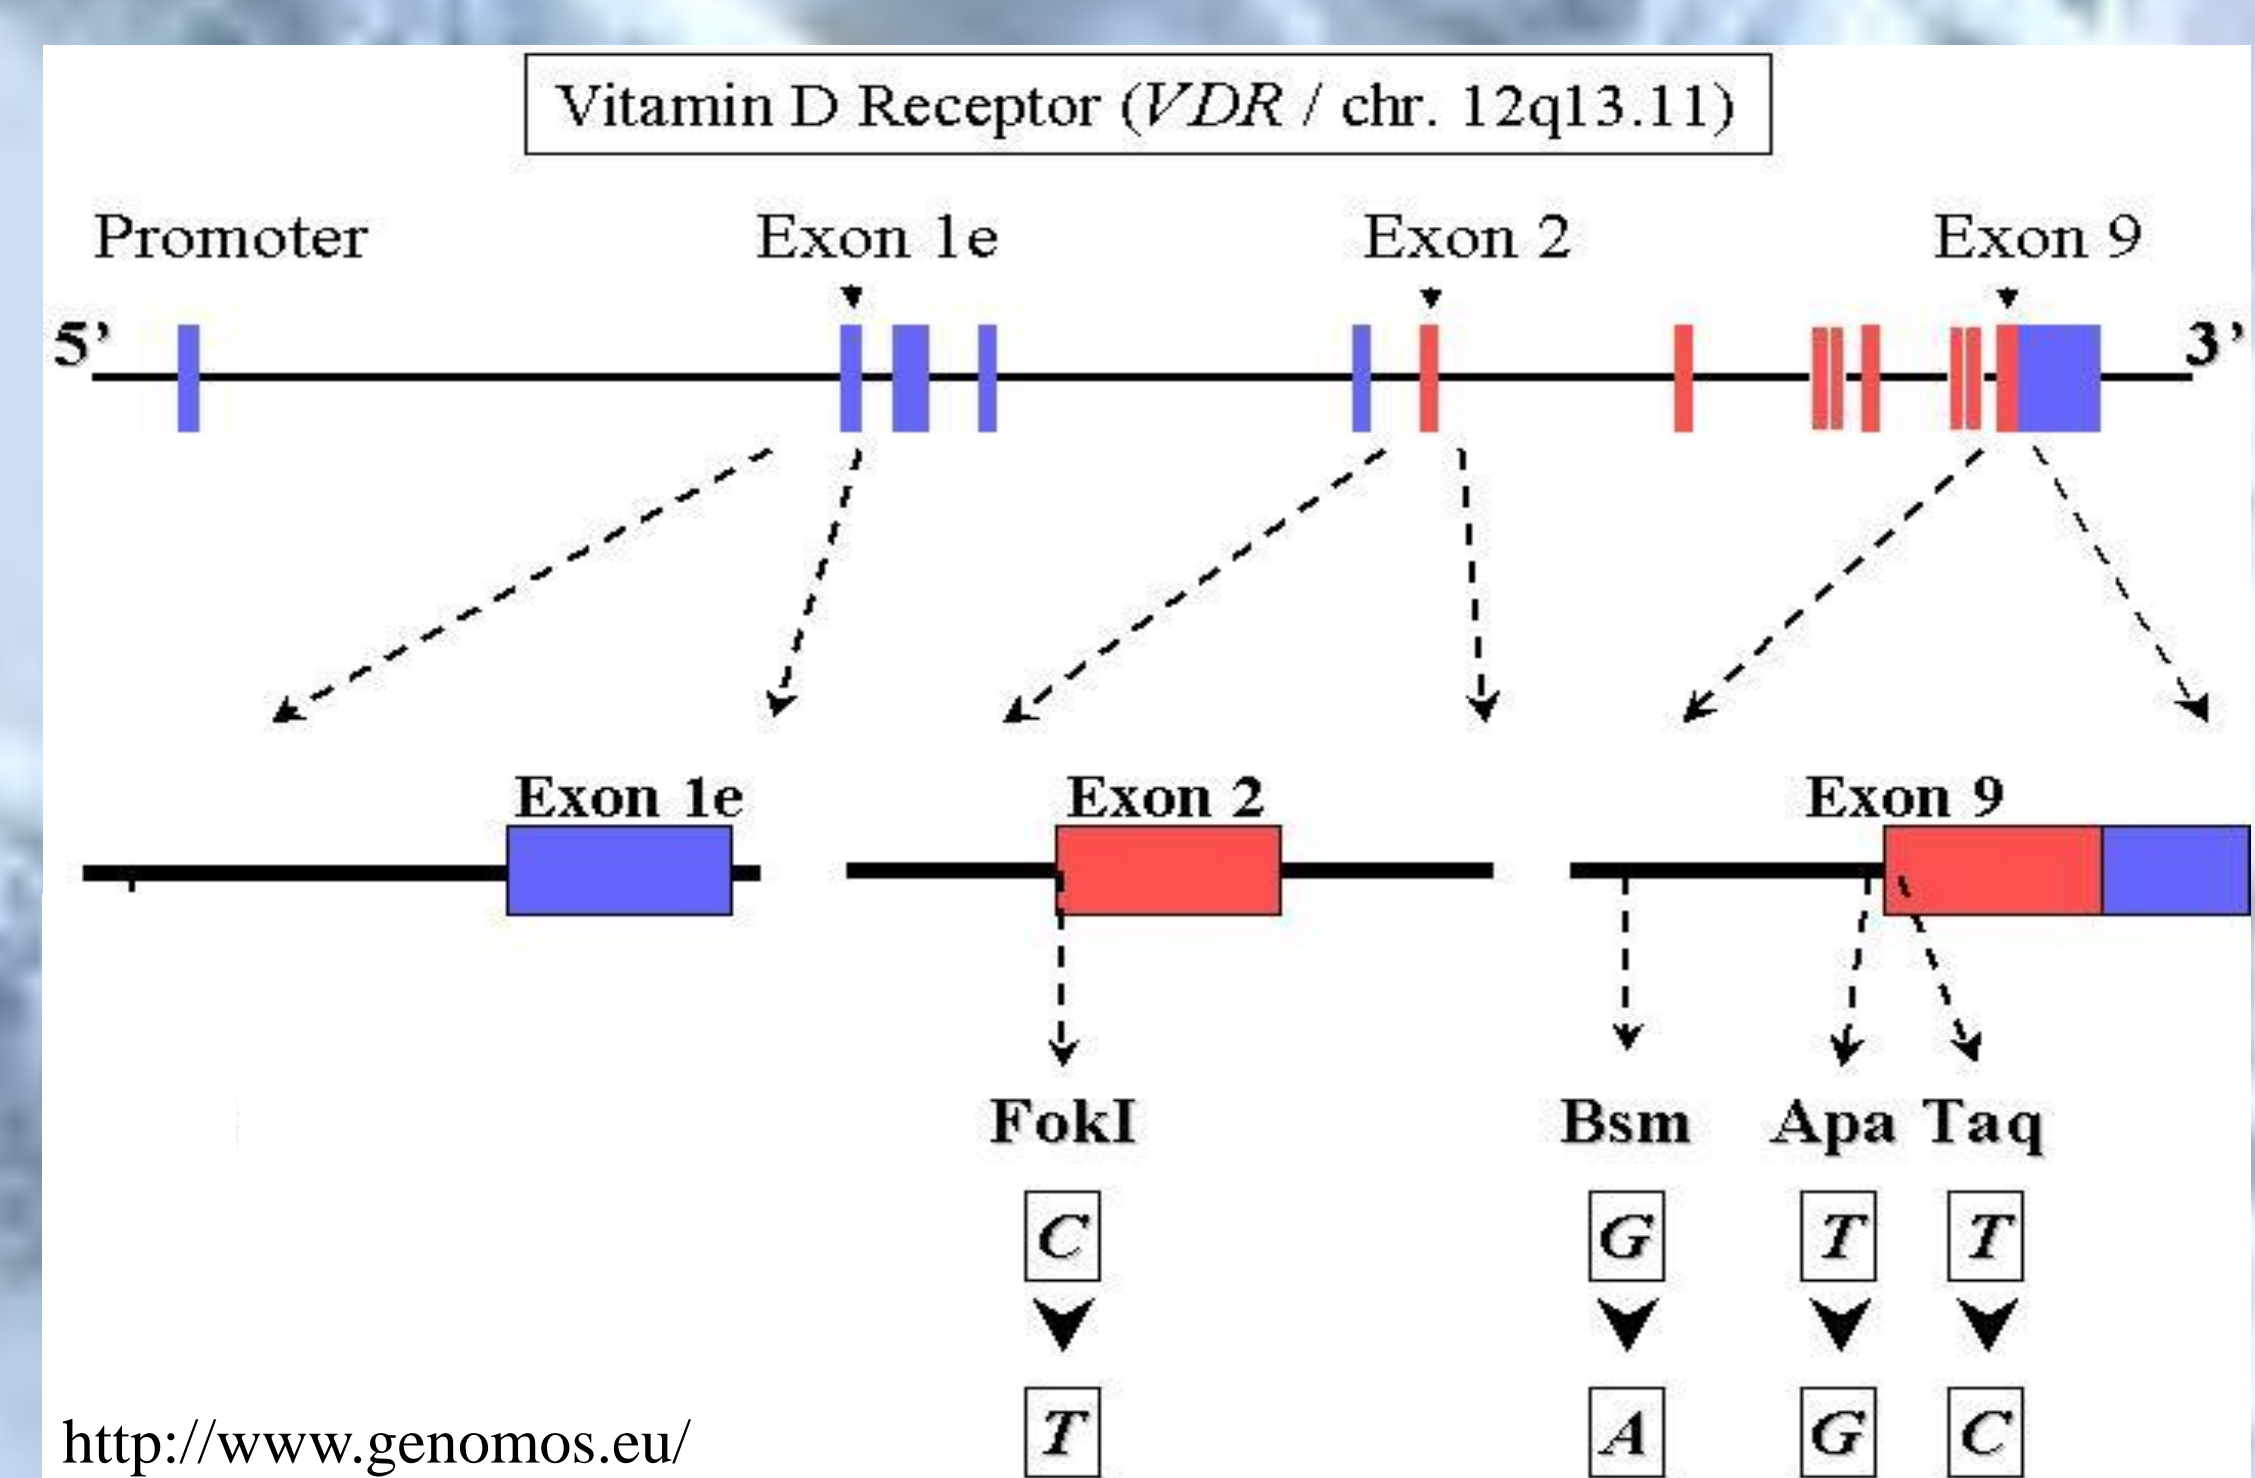 Vitamin D Receptor (VDR / chr. 12q13.11)
Promoter Exon 1e Exon 2 Exon 9
5’ 3’
Exon 1e Exon 2 Exon 9
FokI Bsm Apa Taq
C G T T
T A G C
http://www.genomos.eu/